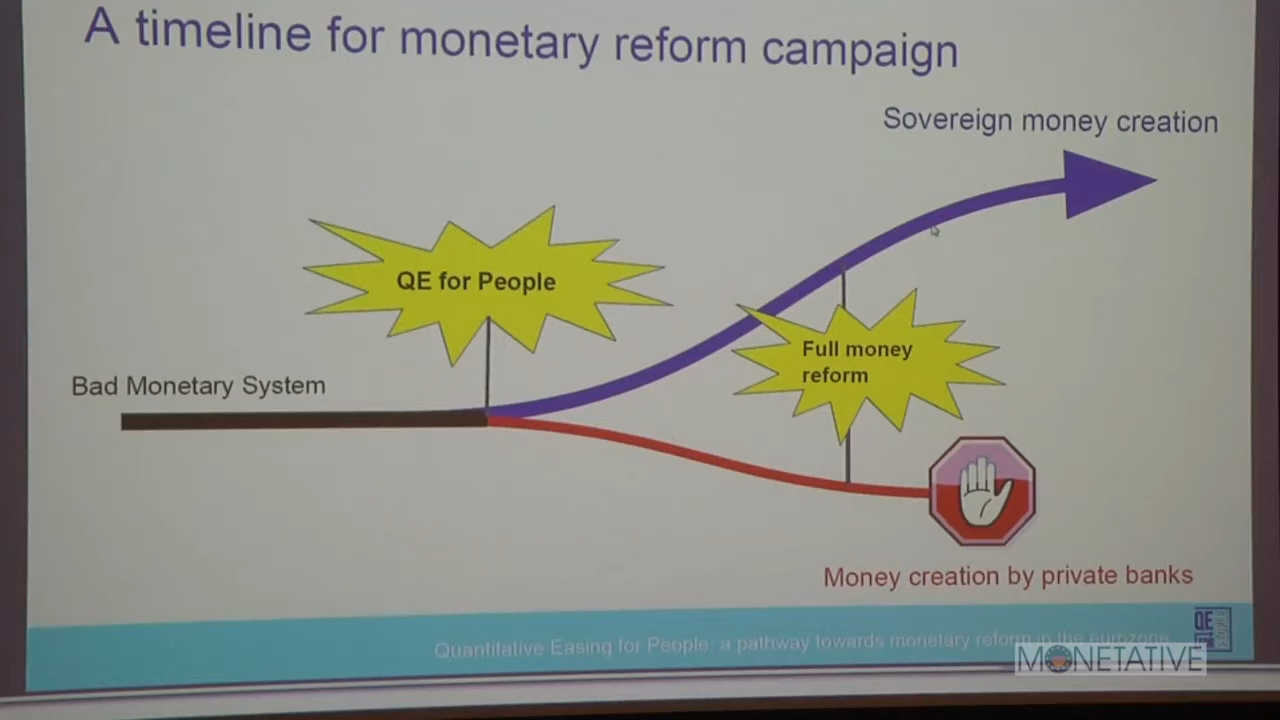 A timeline for monetary reform campaign
Sovereign money creation
QE for People
Full money
reform
Bad Monetary System
Money creation by private banks
Quantitative Easing for People: a pathway towards monetary reform in the eurozone
QE
MONETATIVE